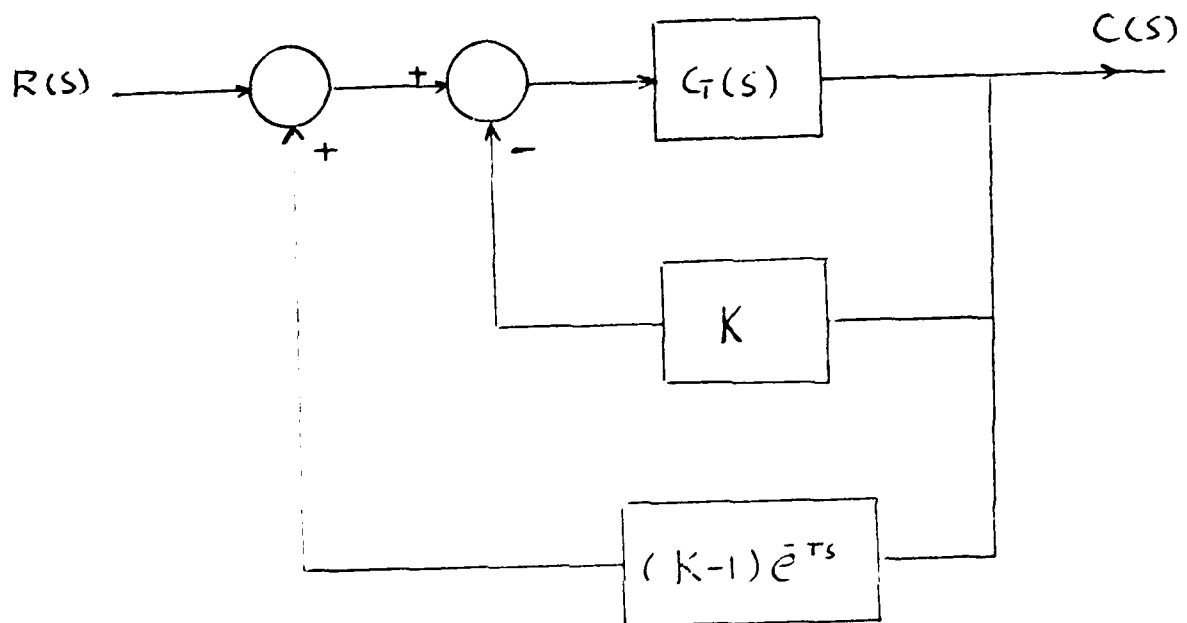 C(S)
R(S)
+
G(S)
+
-
K
(K-1) e^{-Ts}